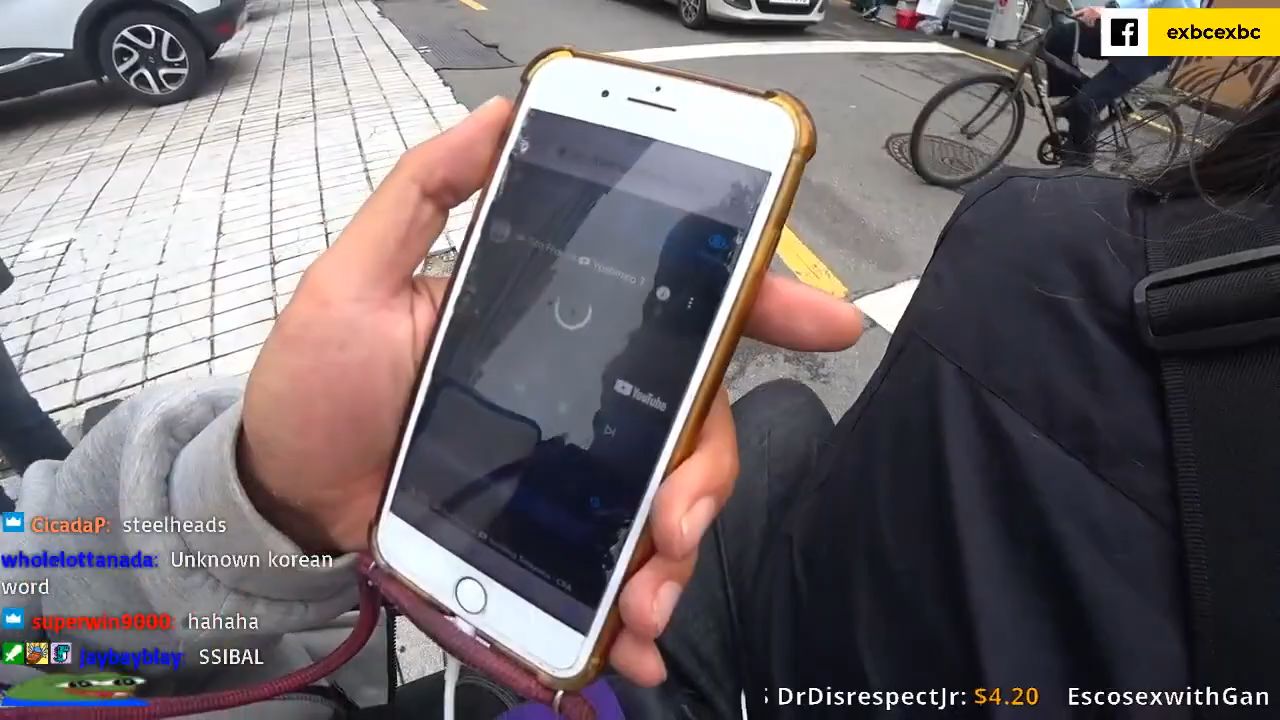 exbcexbc
YouTube
CicadaP: steelheads
wholelottanada: Unknown korean
word
superwin9000: hahaha
jaybayblay: SSIBAL
DrDisrespectJr: $4.20 EscosexwithGan